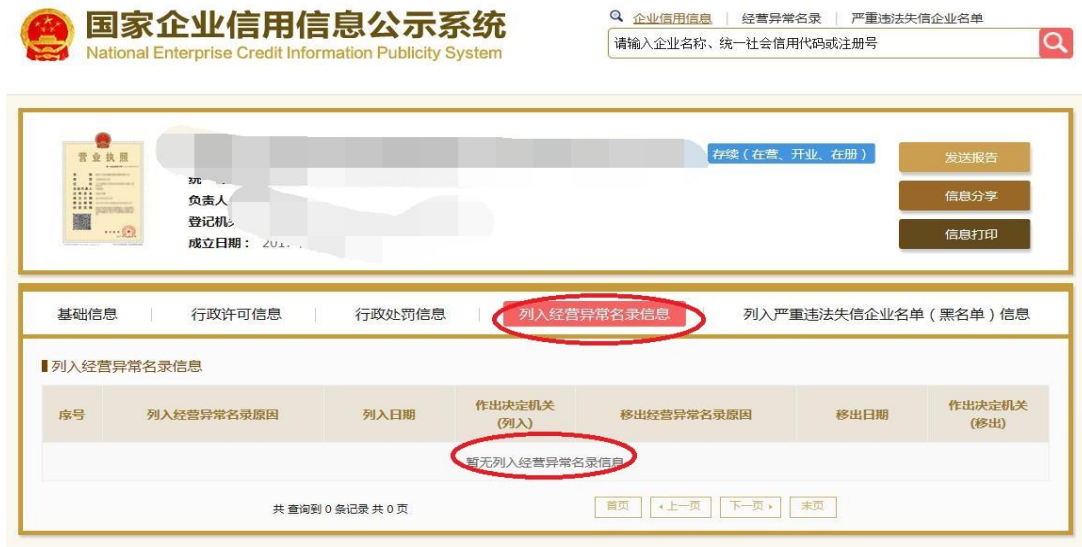 国家企业信用信息公示系统
National Enterprise Credit Information Publicity System
企业信用信息 | 经营异常名录 | 严重违法失信企业名单
请输入企业名称、统一社会信用代码或注册号
营业执照
存续(在营、开业、在册)
发送报告
负责人
信息分享
登记机关
成立日期: 201
信息打印
基础信息 | 行政许可信息 | 行政处罚信息 | 列入经营异常名录信息 列入严重违法失信企业名单(黑名单)信息
列入经营异常名录信息
序号 列入经营异常名录原因 列入日期 作出决定机关(列入) 移出经营异常名录原因 移出日期 作出决定机关(移出)
暂无列入经营异常名录信息
共 查询到 0 条记录 共 0 页 首页 上一页 下一页 末页